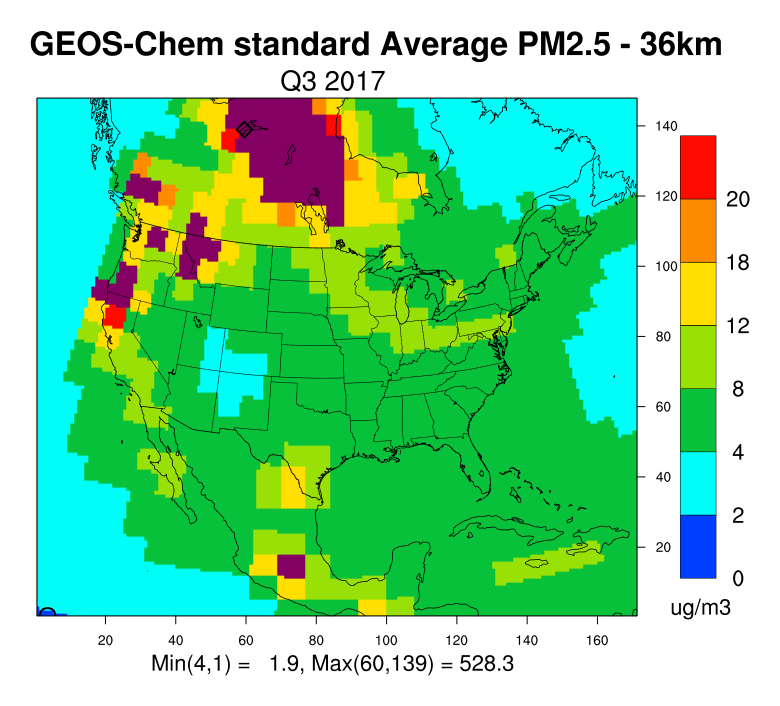 GEOS-Chem standard Average PM2.5 - 36km
Q3 2017
140
120
100
80
60
40
20
20
18
12
8
4
2
0
ug/m3
20 40 60 80 100 120 140 160
Min(4,1) = 1.9, Max(60,139) = 528.3